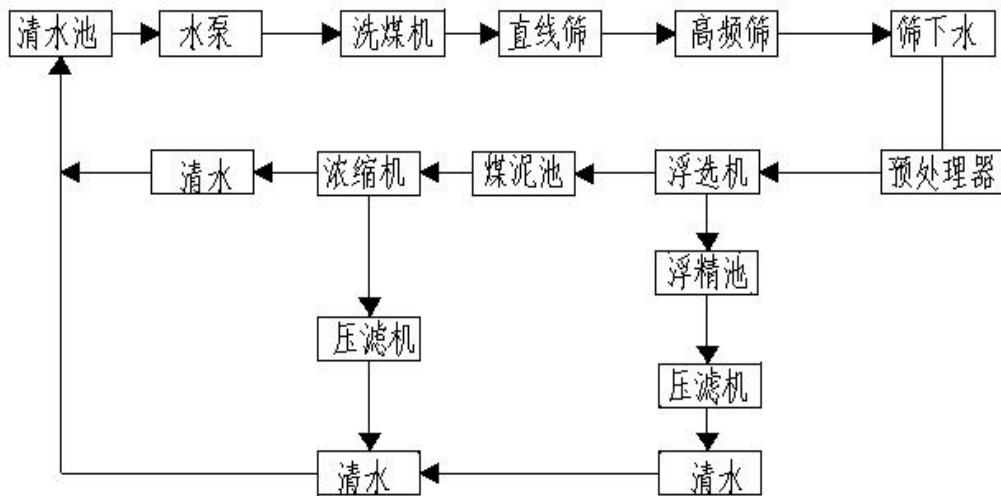 清水池
水泵
洗煤机
直线筛
高频筛
筛下水
清水
浓缩机
煤泥池
浮选机
预处理器
浮精池
压滤机
压滤机
清水
清水